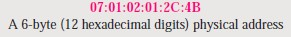 07:01:02:01:2C:4B
A 6-byte (12 hexadecimal digits) physical address